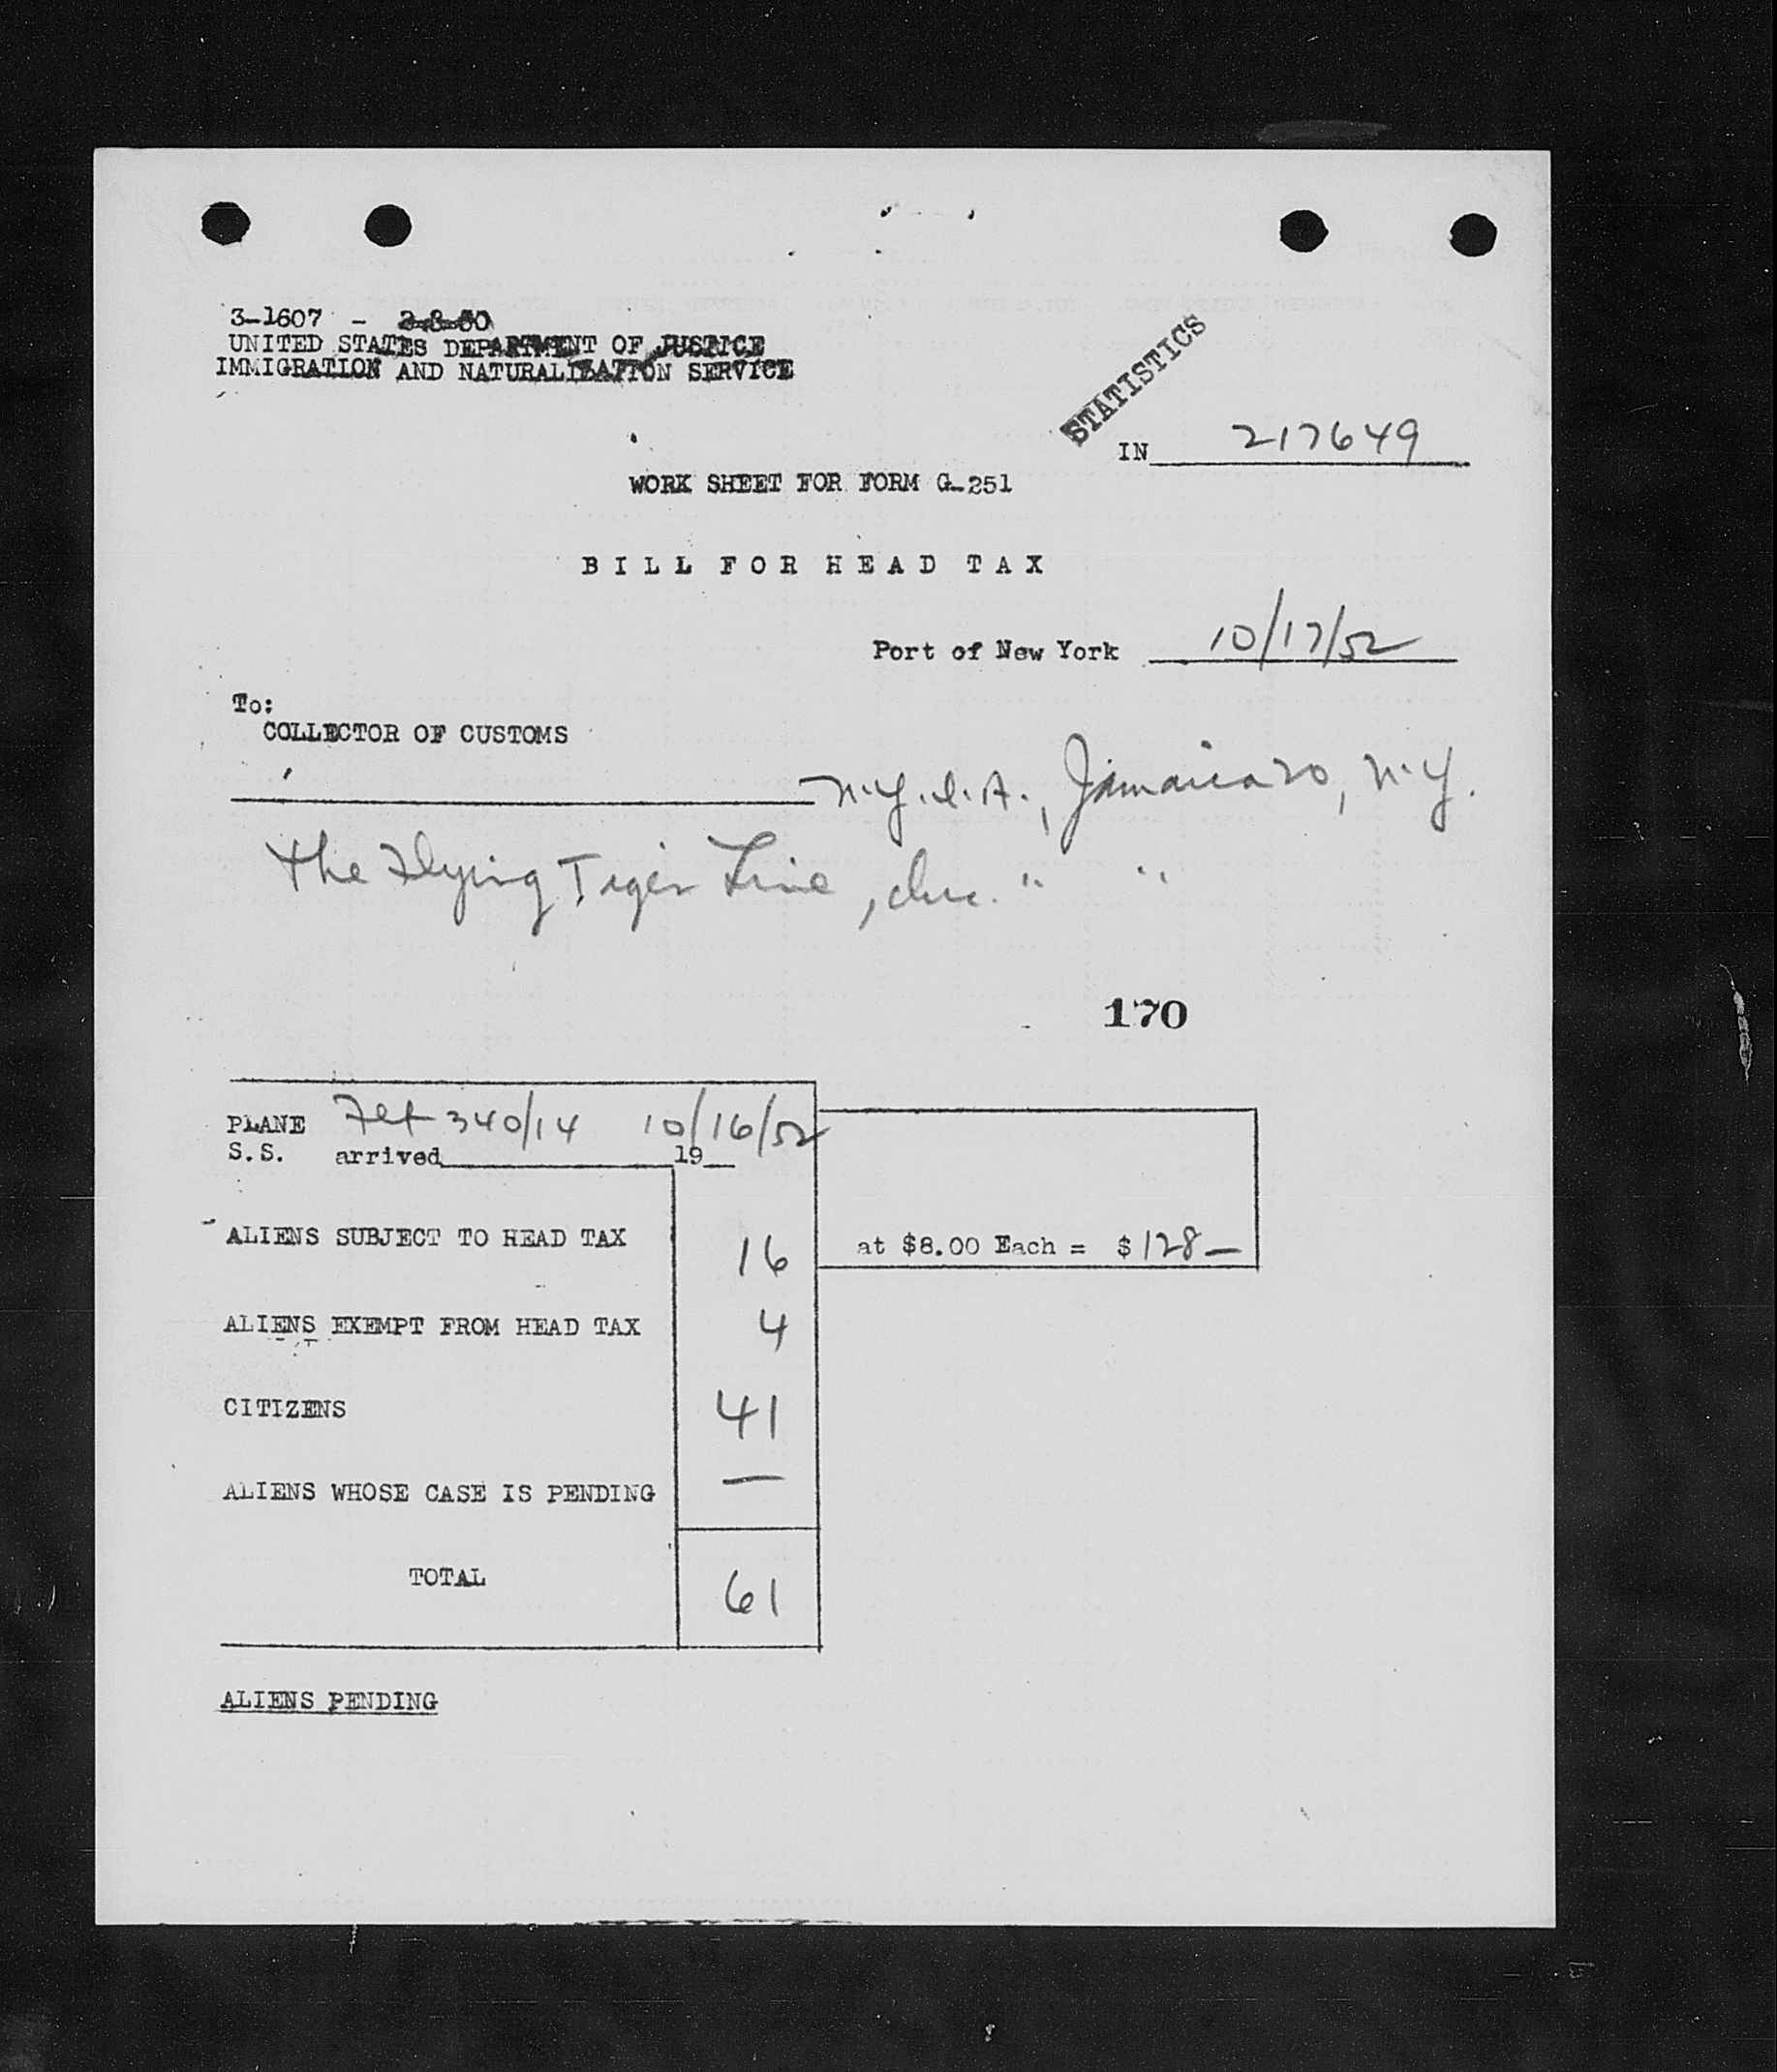 3-1607 - 2-8-50
UNITED STATES DEPARTMENT OF JUSTICE
IMMIGRATION AND NATURALIZATION SERVICE
STATISTICS
IN 217649
WORK SHEET FOR FORM G-251
BILL FOR HEAD TAX
Port of New York 10/17/52
To:
COLLECTOR OF CUSTOMS
N.Y.I.A., Jamaica 20, N.Y.
The Flying Tiger Line, Inc. " "
170
PLANE Flt 340/14 10/16/52
S.S. arrived 19
ALIENS SUBJECT TO HEAD TAX 16 at $8.00 Each = $128—
ALIENS EXEMPT FROM HEAD TAX 4
CITIZENS 41
ALIENS WHOSE CASE IS PENDING —
TOTAL 61
ALIENS PENDING